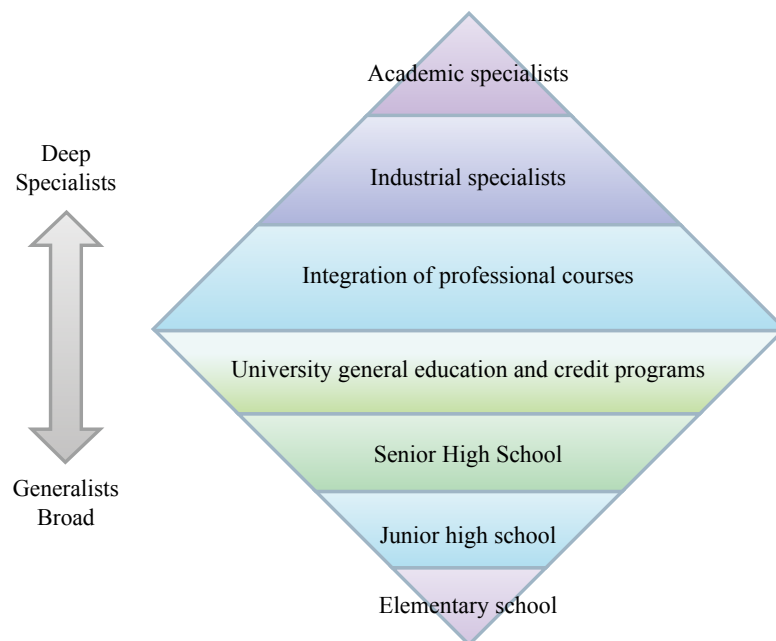 Academic specialists
Deep
Specialists
Industrial specialists
Integration of professional courses
University general education and credit programs
Senior High School
Generalists
Broad
Junior high school
Elementary school